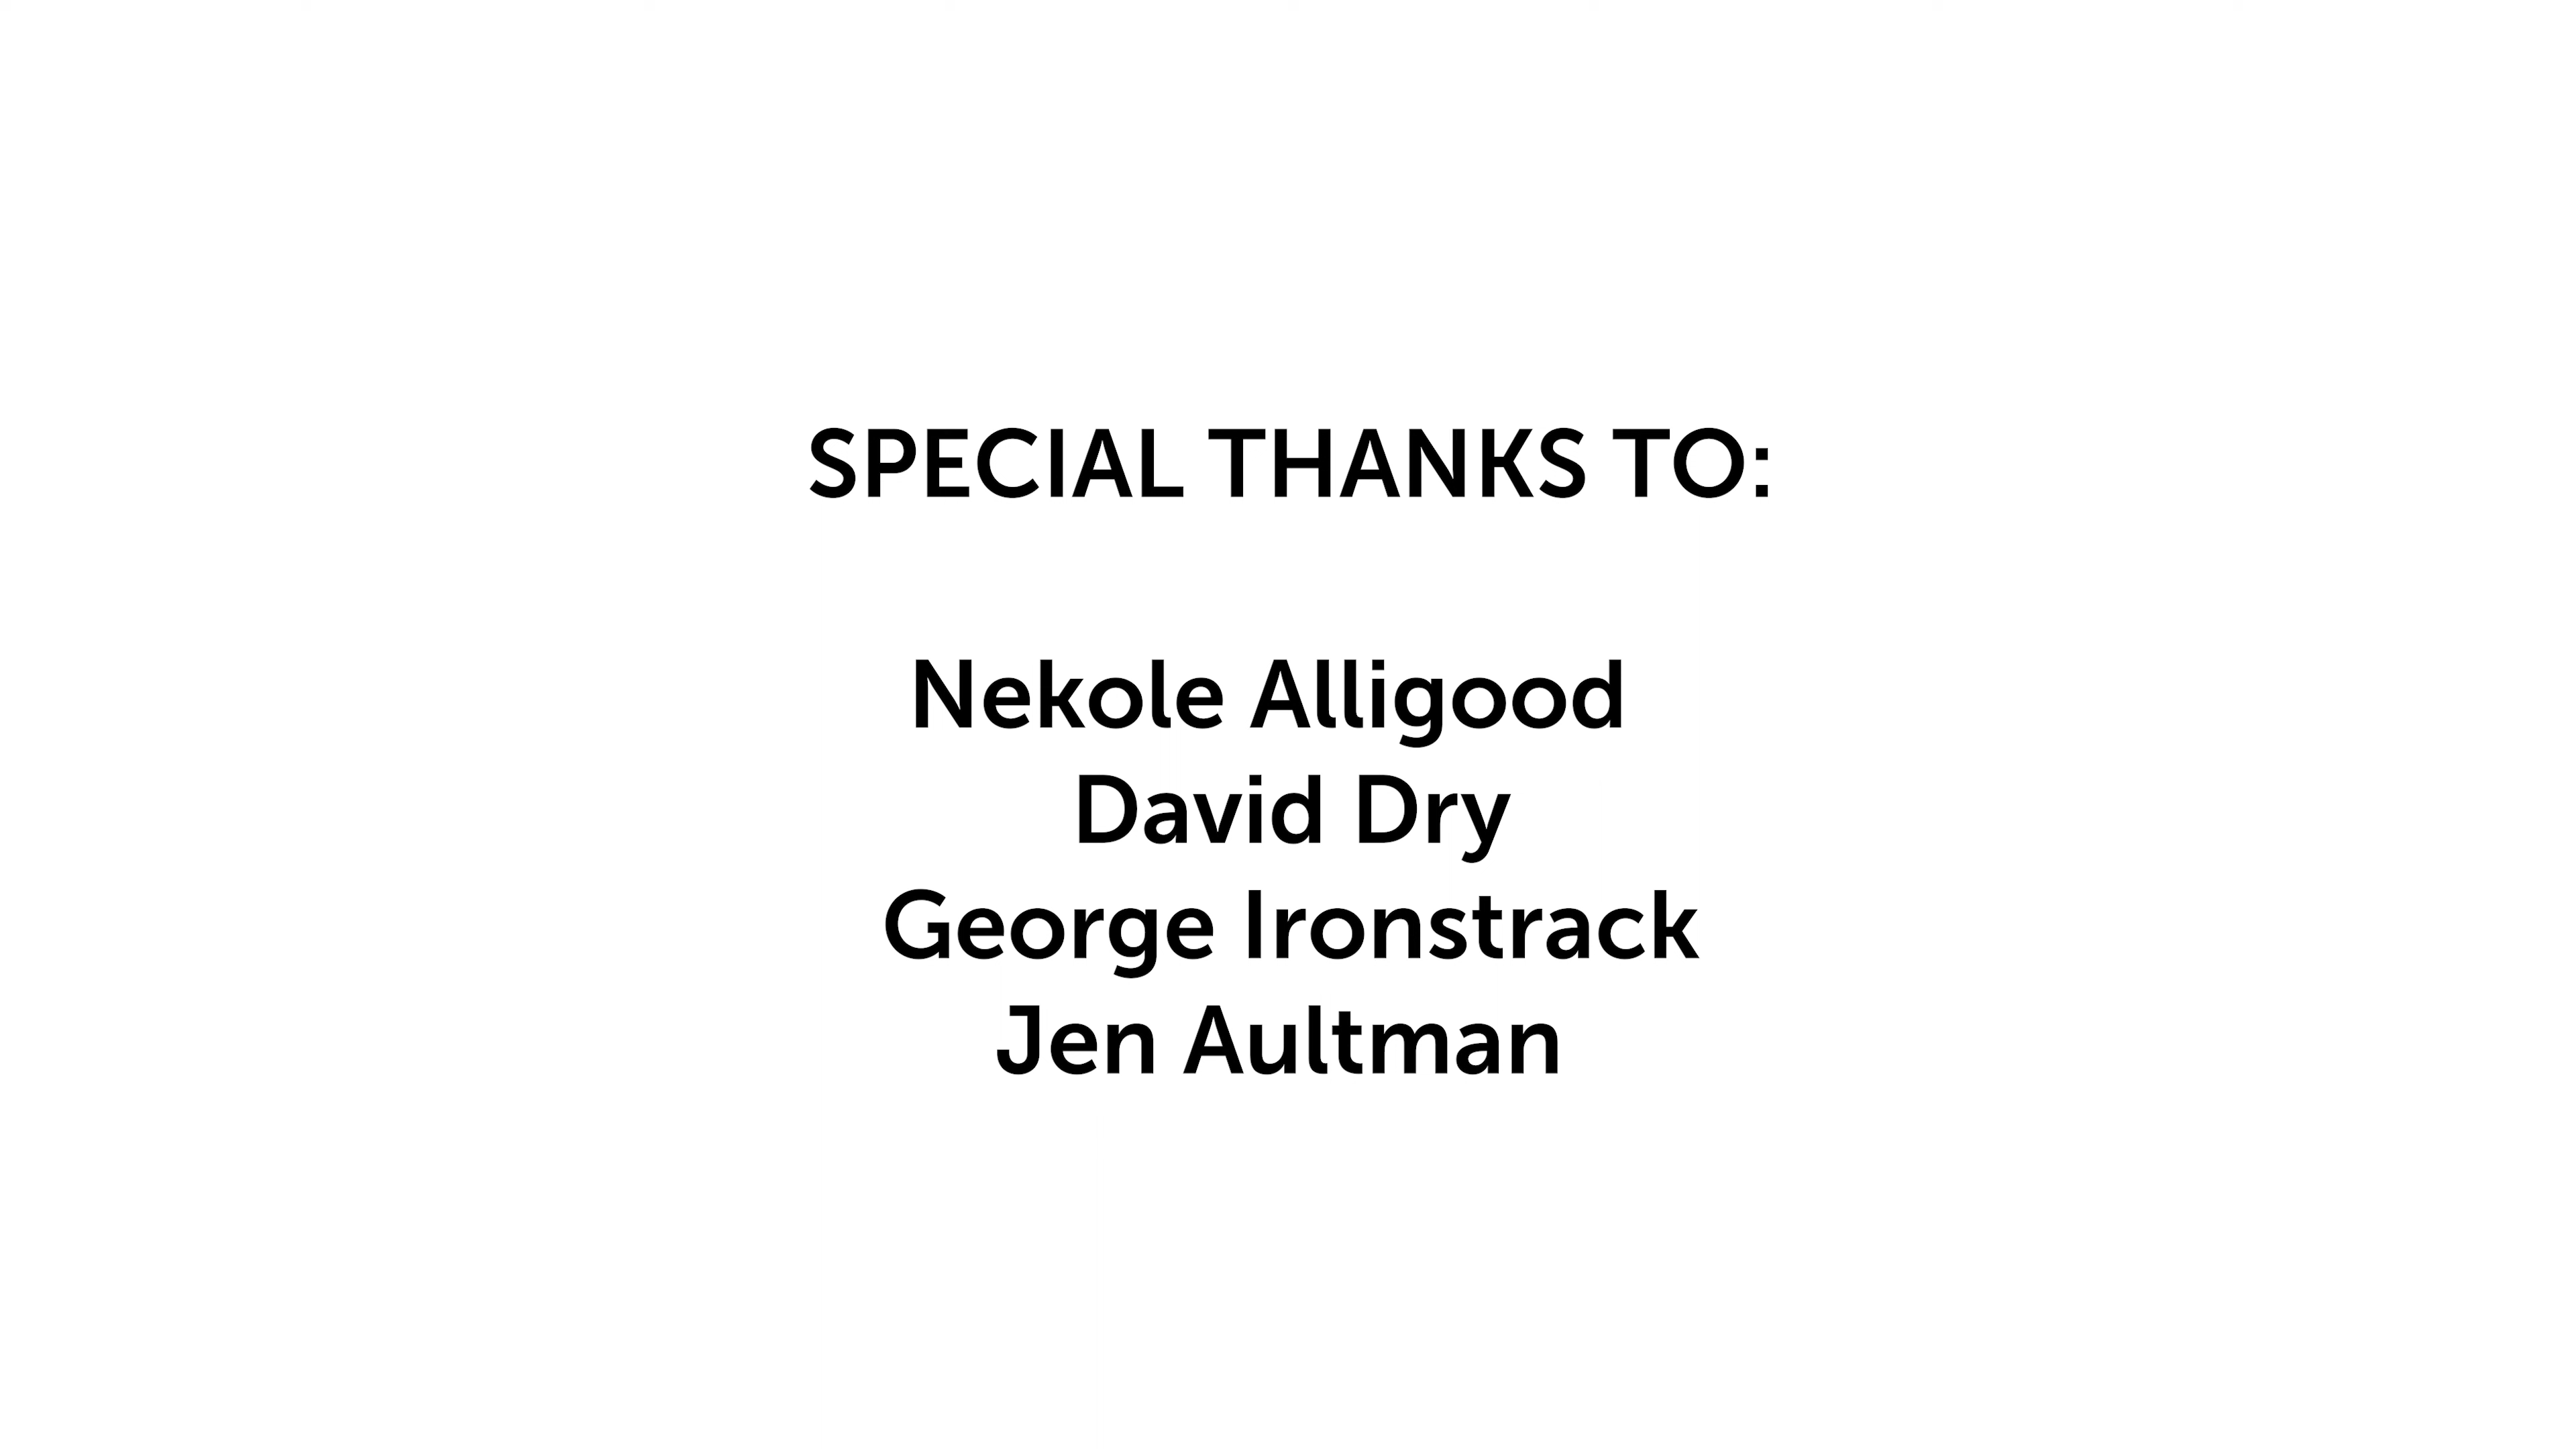 SPECIAL THANKS TO:
Nekole Alligood
David Dry
George Ironstrack
Jen Aultman